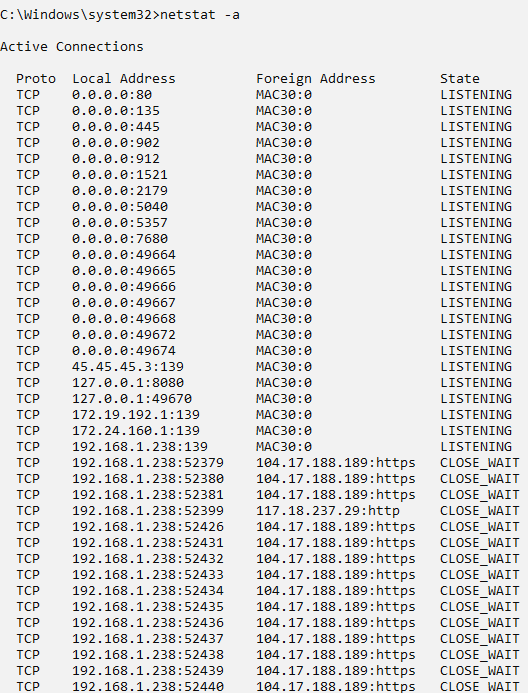 C:\Windows\system32>netstat -a
Active Connections
Proto  Local Address          Foreign Address        State
TCP    0.0.0.0:80             MAC30:0                LISTENING
TCP    0.0.0.0:135            MAC30:0                LISTENING
TCP    0.0.0.0:445            MAC30:0                LISTENING
TCP    0.0.0.0:902            MAC30:0                LISTENING
TCP    0.0.0.0:912            MAC30:0                LISTENING
TCP    0.0.0.0:1521           MAC30:0                LISTENING
TCP    0.0.0.0:2179           MAC30:0                LISTENING
TCP    0.0.0.0:5040           MAC30:0                LISTENING
TCP    0.0.0.0:5357           MAC30:0                LISTENING
TCP    0.0.0.0:7680           MAC30:0                LISTENING
TCP    0.0.0.0:49664          MAC30:0                LISTENING
TCP    0.0.0.0:49665          MAC30:0                LISTENING
TCP    0.0.0.0:49666          MAC30:0                LISTENING
TCP    0.0.0.0:49667          MAC30:0                LISTENING
TCP    0.0.0.0:49668          MAC30:0                LISTENING
TCP    0.0.0.0:49672          MAC30:0                LISTENING
TCP    0.0.0.0:49674          MAC30:0                LISTENING
TCP    45.45.45.3:139         MAC30:0                LISTENING
TCP    127.0.0.1:8080         MAC30:0                LISTENING
TCP    127.0.0.1:49670        MAC30:0                LISTENING
TCP    172.19.192.1:139       MAC30:0                LISTENING
TCP    172.24.160.1:139       MAC30:0                LISTENING
TCP    192.168.1.238:139      MAC30:0                LISTENING
TCP    192.168.1.238:52379    104.17.188.189:https   CLOSE_WAIT
TCP    192.168.1.238:52380    104.17.188.189:https   CLOSE_WAIT
TCP    192.168.1.238:52381    104.17.188.189:https   CLOSE_WAIT
TCP    192.168.1.238:52399    117.18.237.29:http     CLOSE_WAIT
TCP    192.168.1.238:52426    104.17.188.189:https   CLOSE_WAIT
TCP    192.168.1.238:52431    104.17.188.189:https   CLOSE_WAIT
TCP    192.168.1.238:52432    104.17.188.189:https   CLOSE_WAIT
TCP    192.168.1.238:52433    104.17.188.189:https   CLOSE_WAIT
TCP    192.168.1.238:52434    104.17.188.189:https   CLOSE_WAIT
TCP    192.168.1.238:52435    104.17.188.189:https   CLOSE_WAIT
TCP    192.168.1.238:52436    104.17.188.189:https   CLOSE_WAIT
TCP    192.168.1.238:52437    104.17.188.189:https   CLOSE_WAIT
TCP    192.168.1.238:52438    104.17.188.189:https   CLOSE_WAIT
TCP    192.168.1.238:52439    104.17.188.189:https   CLOSE_WAIT
TCP    192.168.1.238:52440    104.17.188.189:https   CLOSE_WAIT